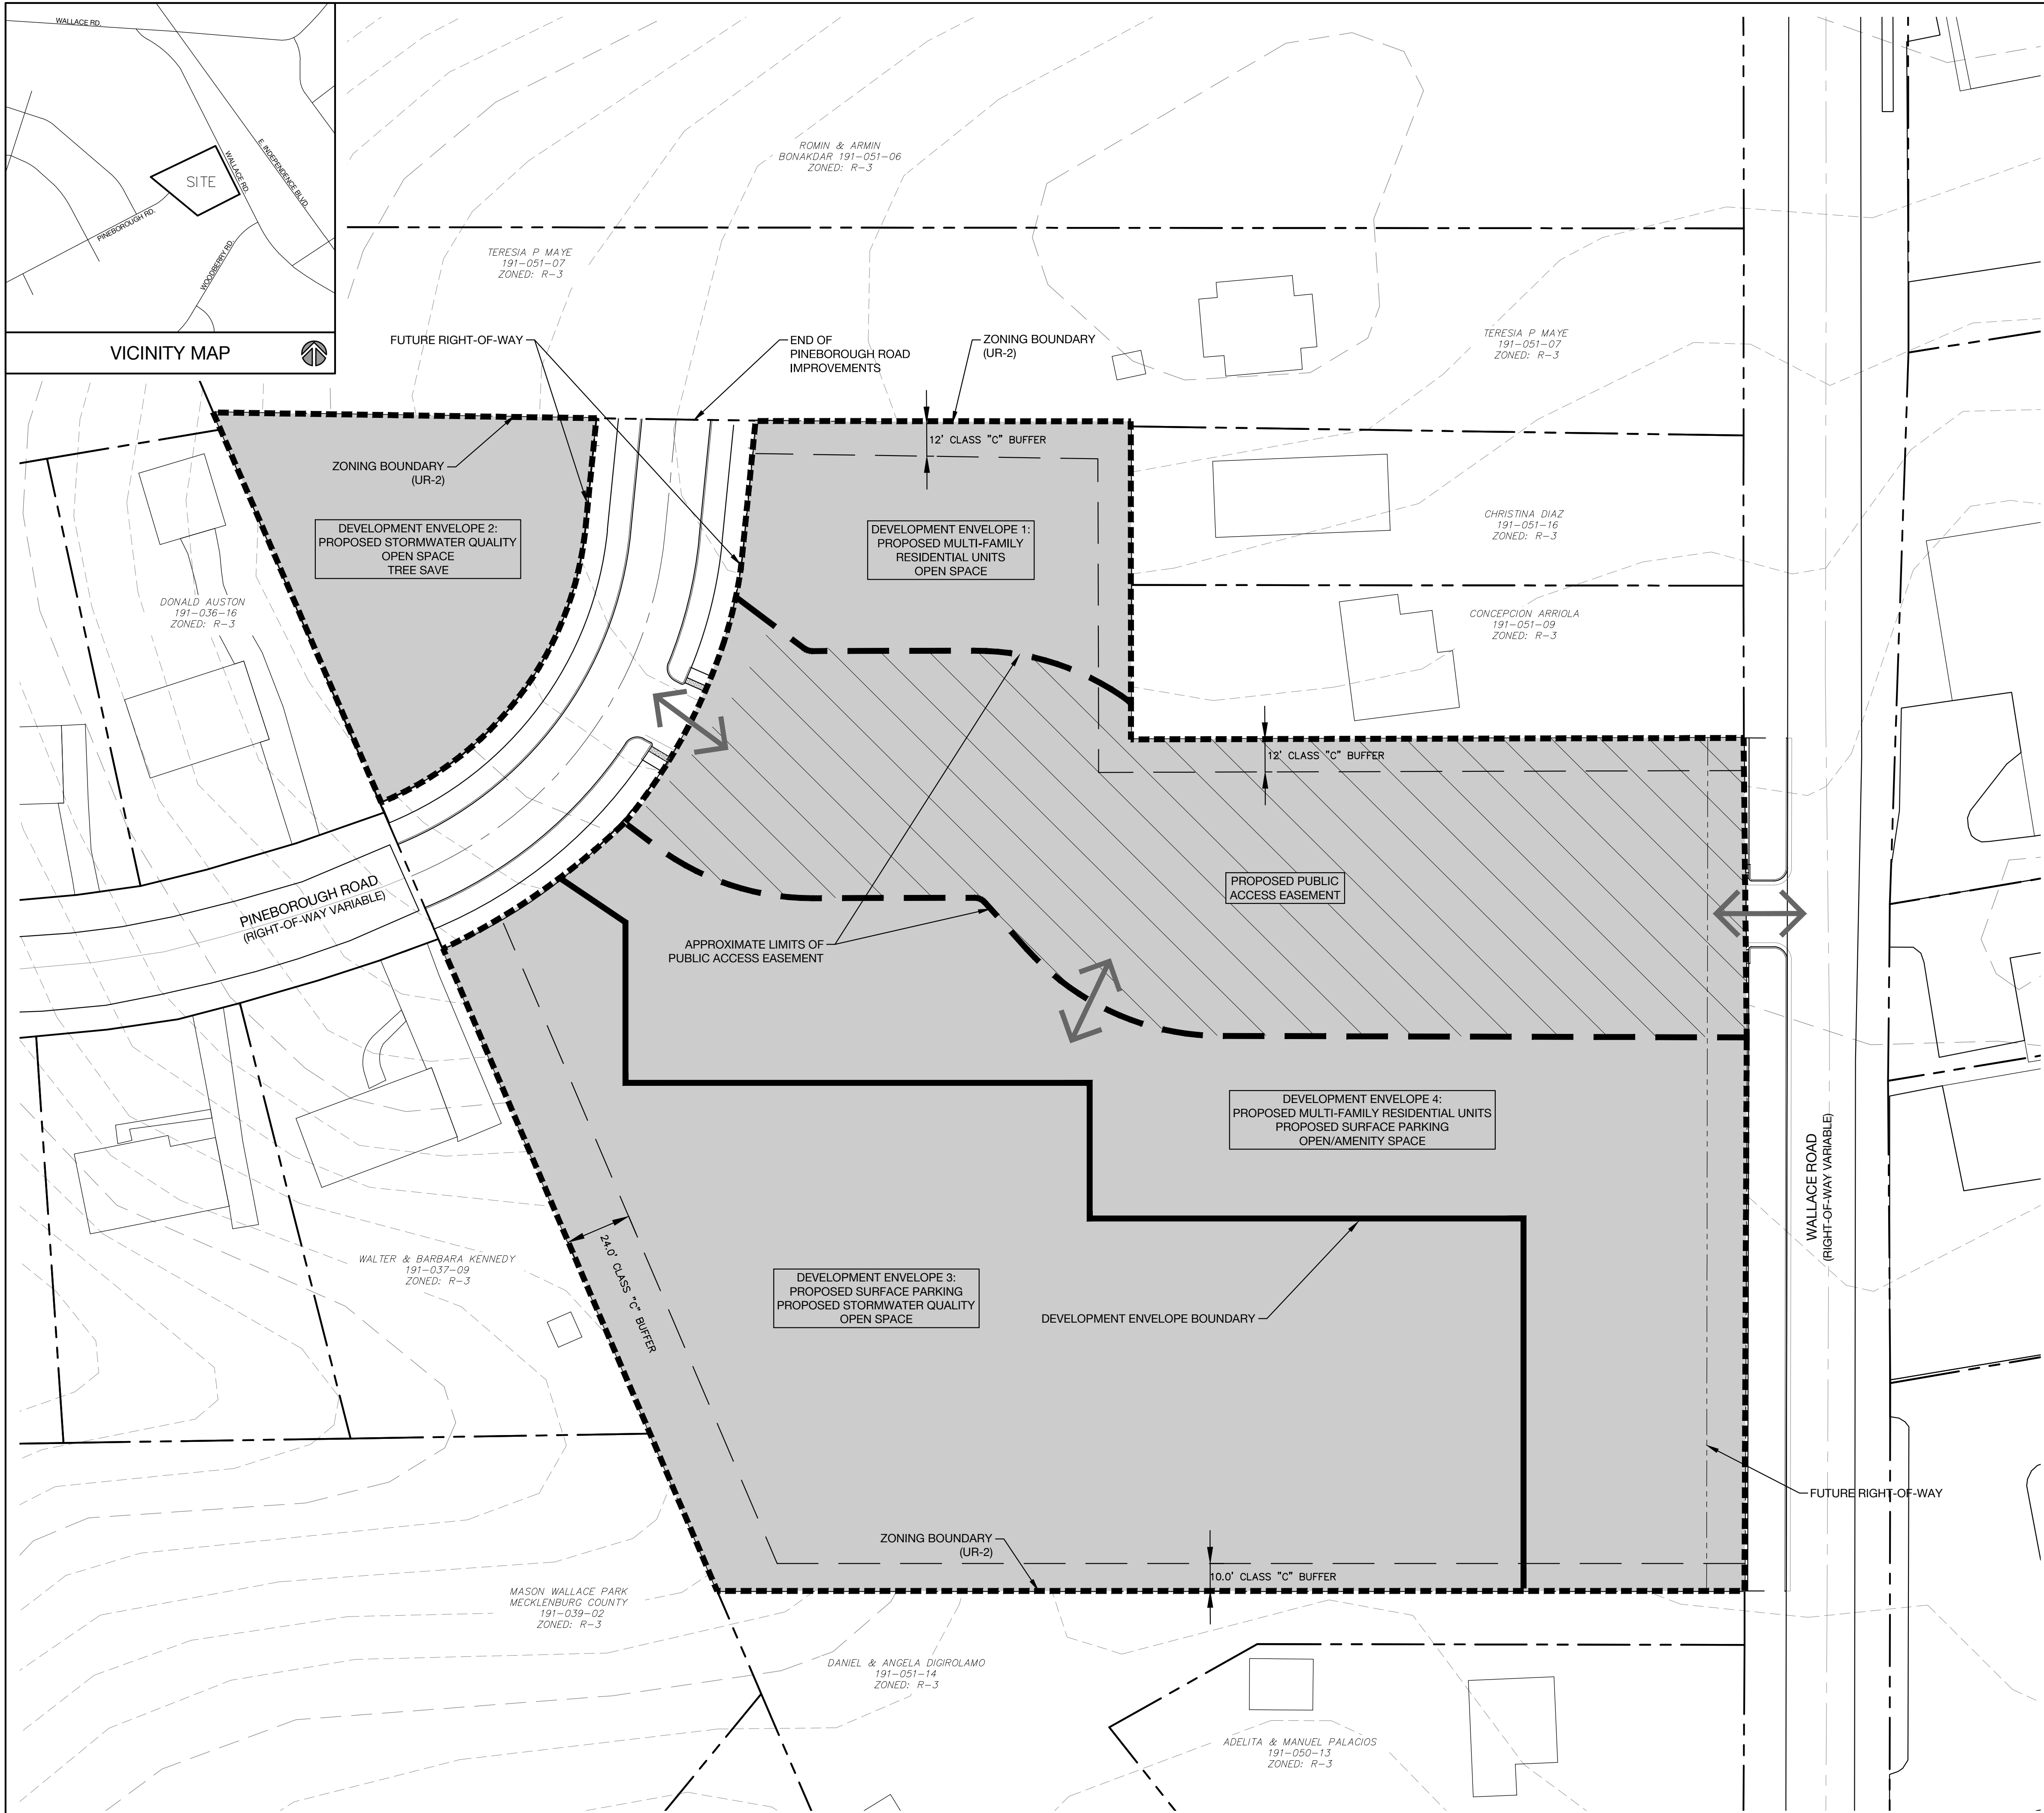 WALLACE RD.
E. INDEPENDENCE BLVD.
WALLACE RD.
SITE
PINEBOROUGH RD.
WOODBERRY RD.
VICINITY MAP
ROMIN & ARMIN
BONAKDAR 191-051-06
ZONED: R-3
TERESIA P MAYE
191-051-07
ZONED: R-3
FUTURE RIGHT-OF-WAY
END OF
PINEBOROUGH ROAD
IMPROVEMENTS
ZONING BOUNDARY
(UR-2)
TERESIA P MAYE
191-051-07
ZONED: R-3
12' CLASS "C" BUFFER
ZONING BOUNDARY
(UR-2)
DEVELOPMENT ENVELOPE 2:
PROPOSED STORMWATER QUALITY
OPEN SPACE
TREE SAVE
DEVELOPMENT ENVELOPE 1:
PROPOSED MULTI-FAMILY
RESIDENTIAL UNITS
OPEN SPACE
CHRISTINA DIAZ
191-051-16
ZONED: R-3
DONALD AUSTON
191-036-16
ZONED: R-3
CONCEPCION ARRIOLA
191-051-09
ZONED: R-3
12' CLASS "C" BUFFER
PROPOSED PUBLIC
ACCESS EASEMENT
PINEBOROUGH ROAD
(RIGHT-OF-WAY VARIABLE)
APPROXIMATE LIMITS OF
PUBLIC ACCESS EASEMENT
DEVELOPMENT ENVELOPE 4:
PROPOSED MULTI-FAMILY RESIDENTIAL UNITS
PROPOSED SURFACE PARKING
OPEN/AMENITY SPACE
WALLACE ROAD
(RIGHT-OF-WAY VARIABLE)
WALTER & BARBARA KENNEDY
191-037-09
ZONED: R-3
24.0' CLASS "C" BUFFER
DEVELOPMENT ENVELOPE 3:
PROPOSED SURFACE PARKING
PROPOSED STORMWATER QUALITY
OPEN SPACE
DEVELOPMENT ENVELOPE BOUNDARY
FUTURE RIGHT-OF-WAY
ZONING BOUNDARY
(UR-2)
10.0' CLASS "C" BUFFER
MASON WALLACE PARK
MECKLENBURG COUNTY
191-039-02
ZONED: R-3
DANIEL & ANGELA DIGIROLAMO
191-051-14
ZONED: R-3
ADELITA & MANUEL PALACIOS
191-050-13
ZONED: R-3